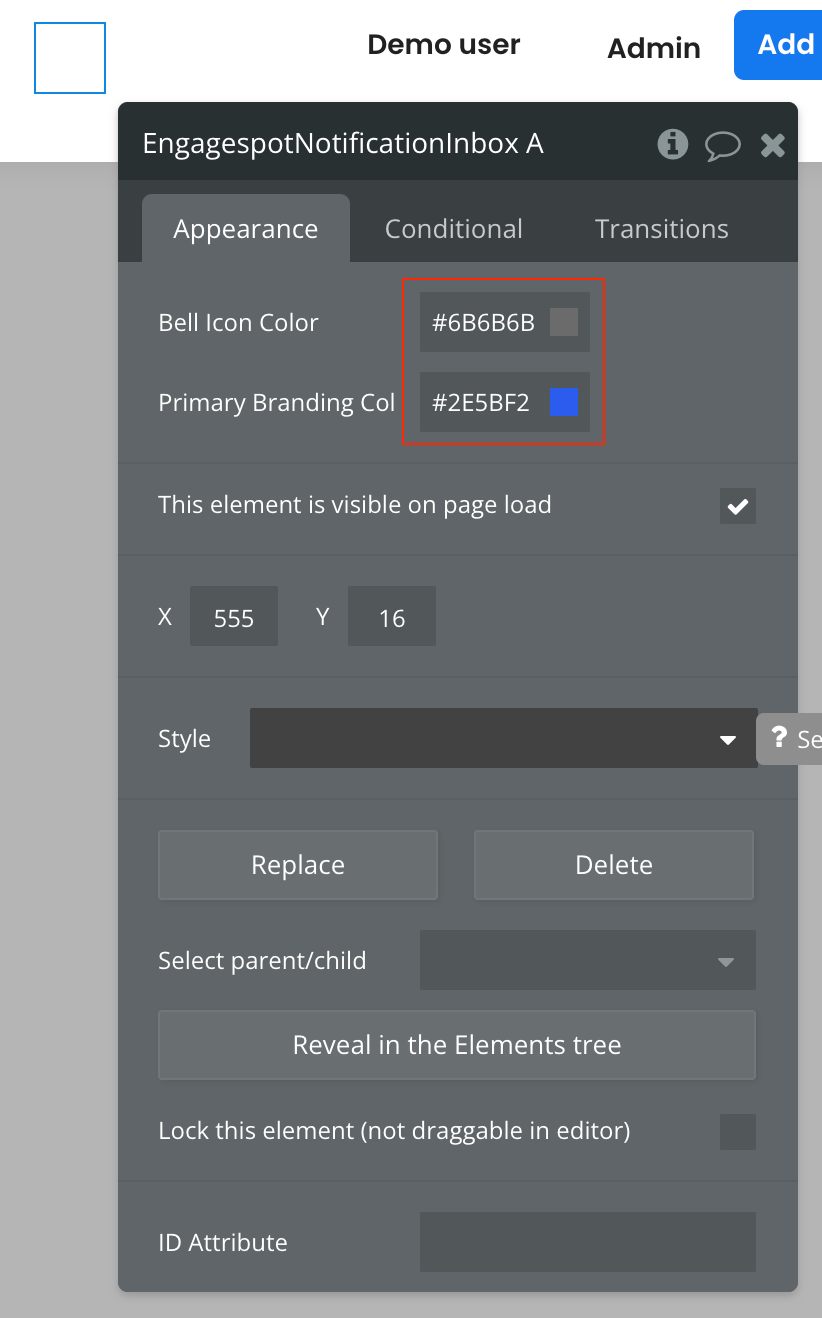 Demo user
Admin
Add
EngagespotNotificationInbox A
Appearance
Conditional
Transitions
Bell Icon Color
#6B6B6B
Primary Branding Col
#2E5BF2
This element is visible on page load
X
555
Y
16
Style
? Se
Replace
Delete
Select parent/child
Reveal in the Elements tree
Lock this element (not draggable in editor)
ID Attribute